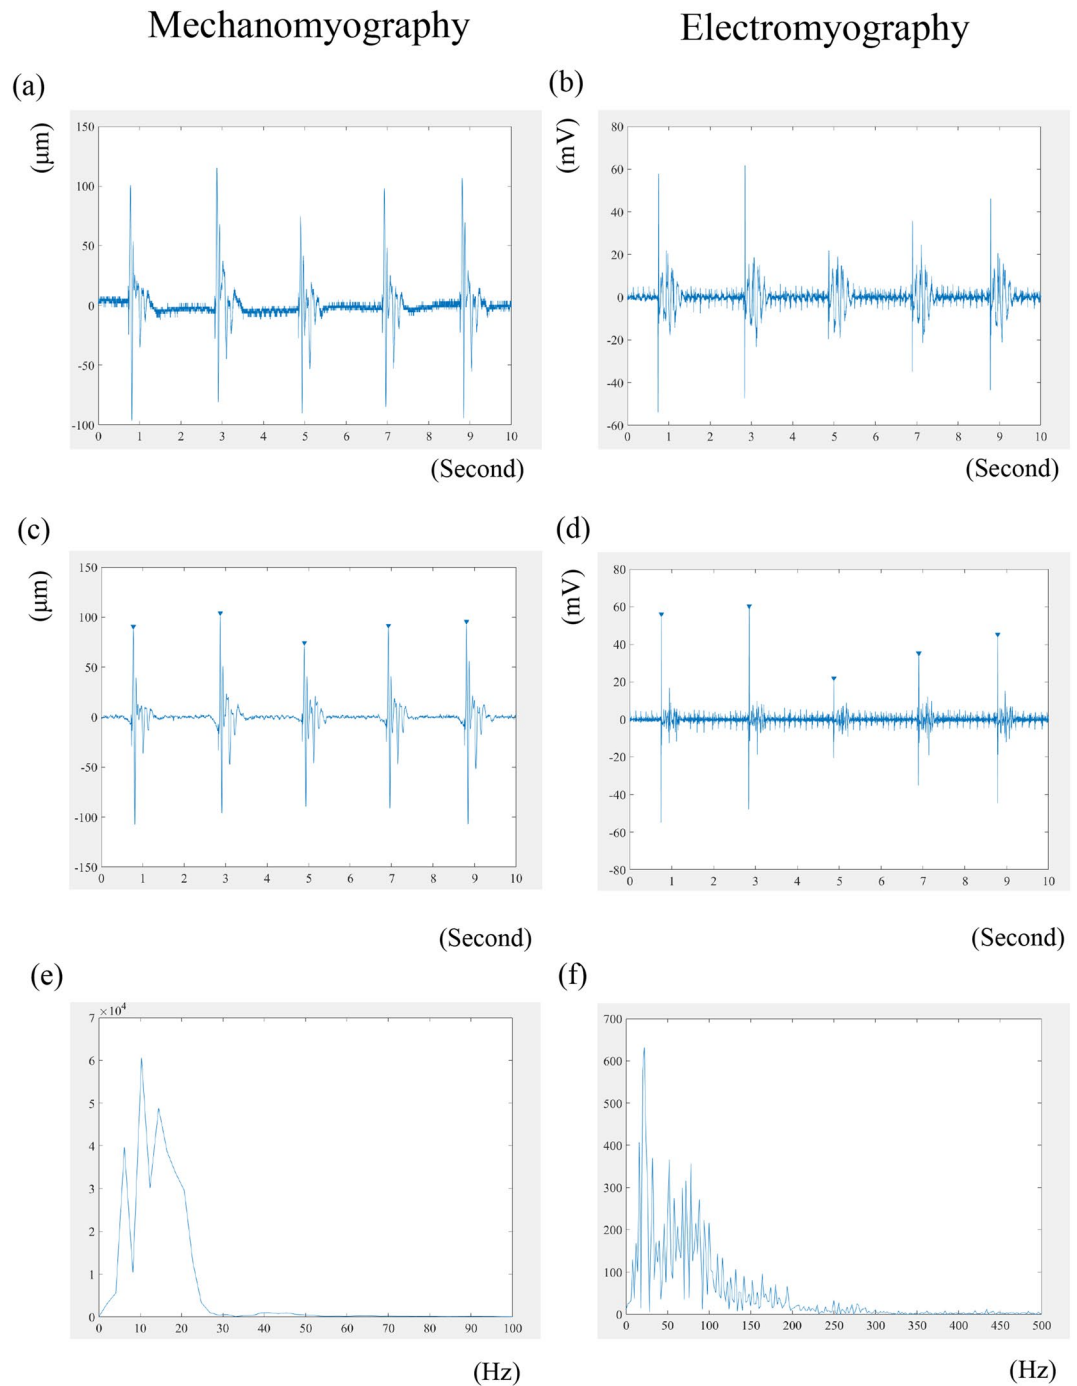 Mechanomyography
Electromyography
(a)
(μm)
150
100
50
0
-50
-100
0 1 2 3 4 5 6 7 8 9 10
(Second)
(b)
(mV)
80
60
40
20
0
-20
-40
-60
0 1 2 3 4 5 6 7 8 9 10
(Second)
(c)
(μm)
150
100
50
0
-50
-100
-150
0 1 2 3 4 5 6 7 8 9 10
(Second)
(d)
(mV)
80
60
40
20
0
-20
-40
-60
-80
0 1 2 3 4 5 6 7 8 9 10
(Second)
(e)
×10⁴
7
6
5
4
3
2
1
0
0 10 20 30 40 50 60 70 80 90 100
(Hz)
(f)
700
600
500
400
300
200
100
0
0 50 100 150 200 250 300 350 400 450 500
(Hz)